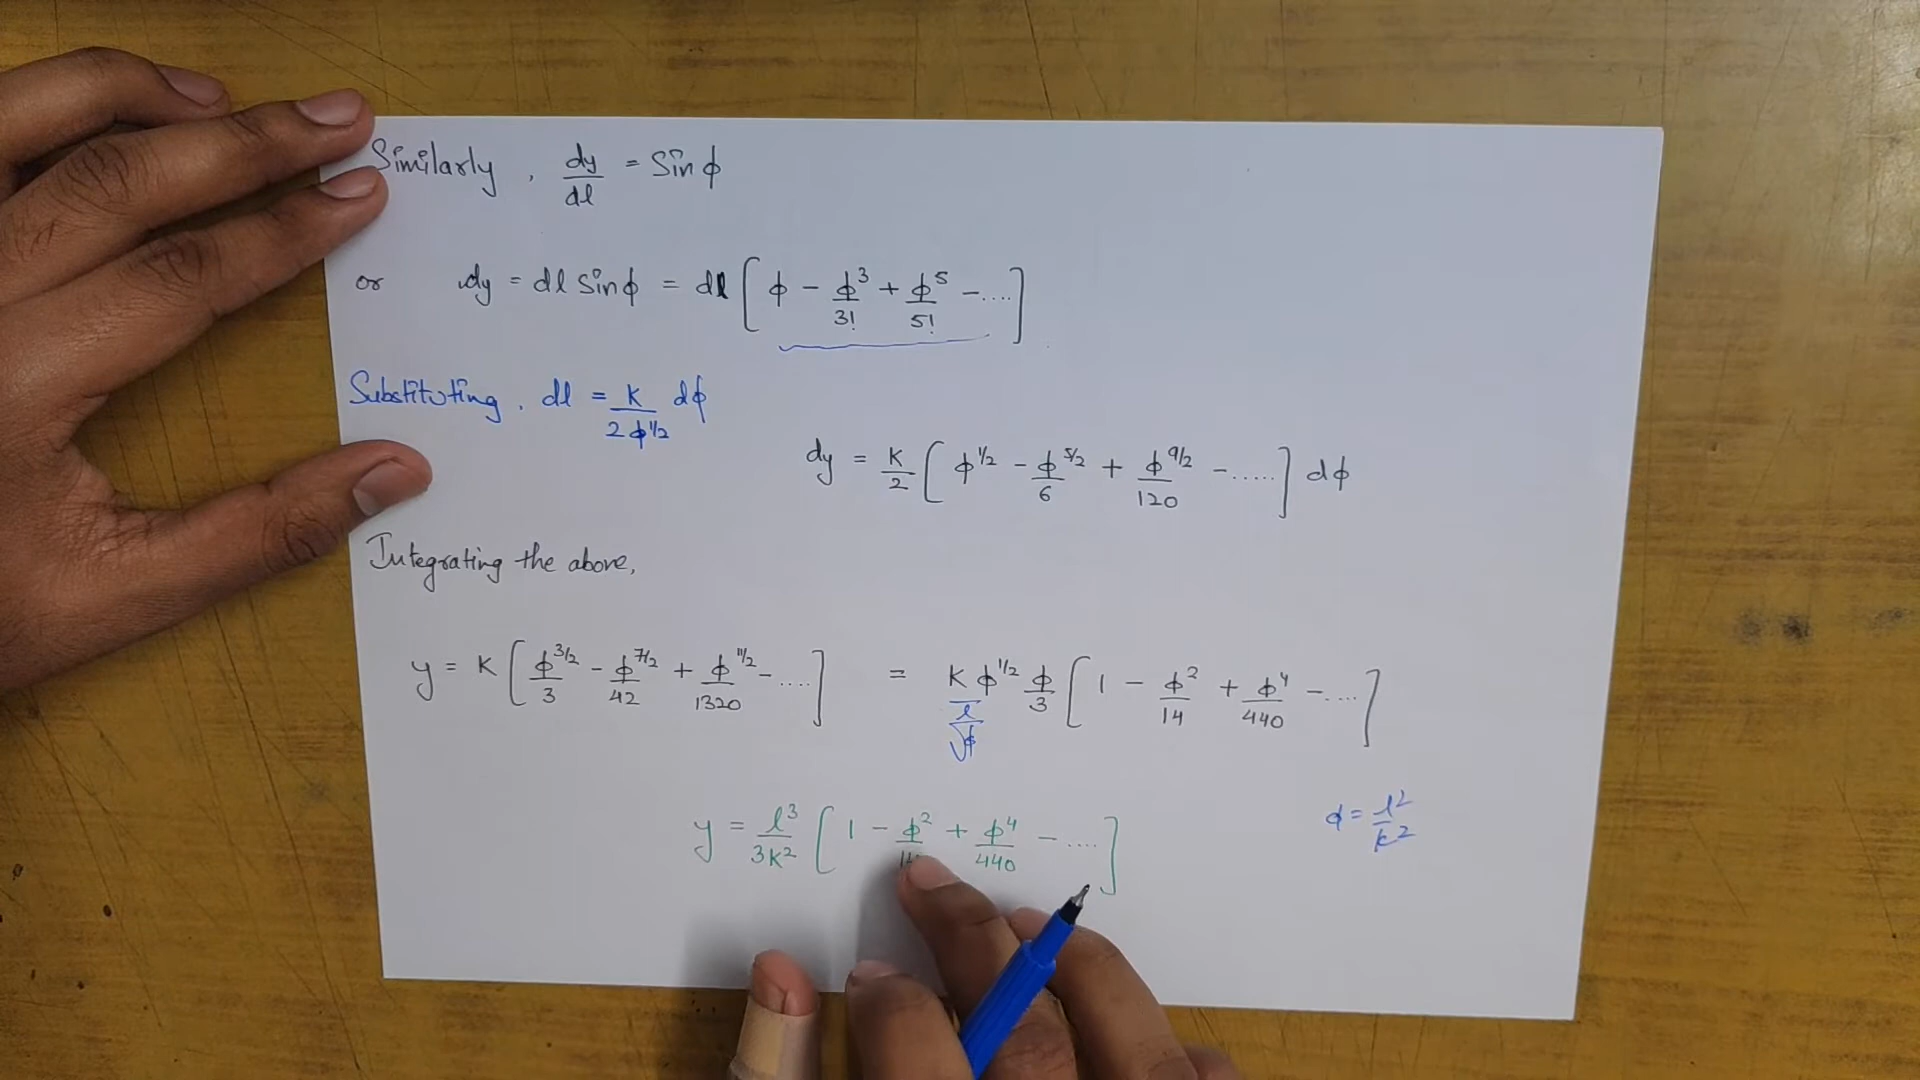 Similarly, dy/dl = Sin ϕ
or dy = dl Sin ϕ = dl [ ϕ - ϕ³/3! + ϕ⁵/5! - .... ]
Substituting, dl = K/2ϕ^1/2 dϕ
dy = K/2 [ ϕ^1/2 - ϕ^5/2/6 + ϕ^9/2/120 - ..... ] dϕ
Integrating the above,
y = K [ ϕ^3/2/3 - ϕ^7/2/42 + ϕ^11/2/1320 - .... ] = K ϕ^1/2 ϕ/3 [ 1 - ϕ²/14 + ϕ⁴/440 - .... ]
l/√ϕ
ϕ = l²/K²
y = l³/3K² [ 1 - ϕ²/14 + ϕ⁴/440 - .... ]